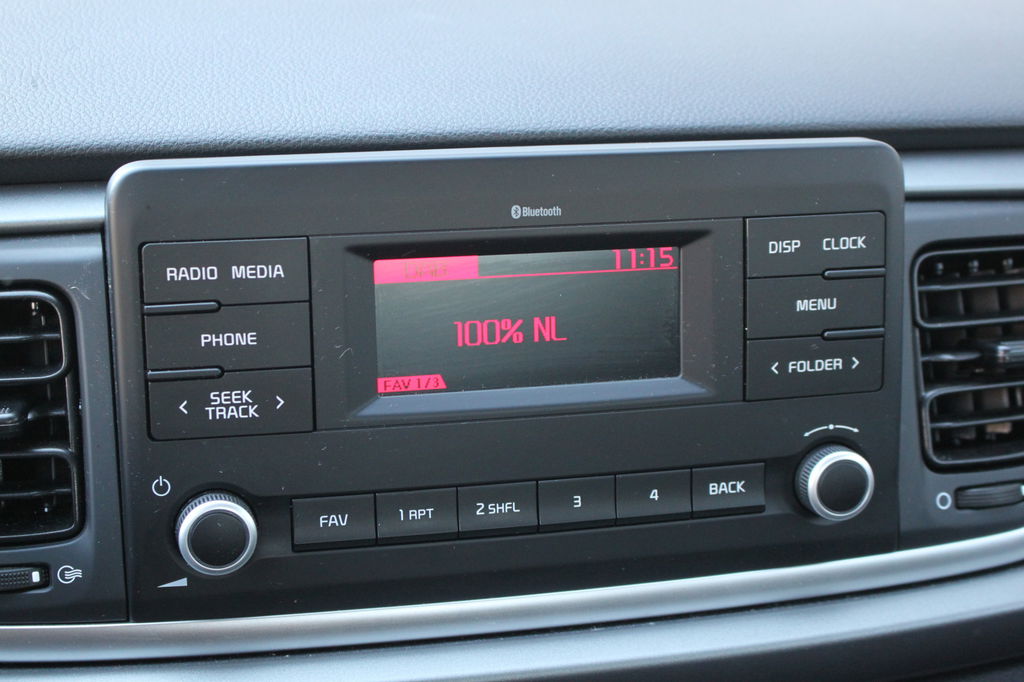 Bluetooth
RADIO MEDIA
PHONE
< SEEK TRACK >
11:15
100% NL
FAV 1/3
DISP CLOCK
MENU
< FOLDER >
FAV
1 RPT
2 SHFL
3
4
BACK